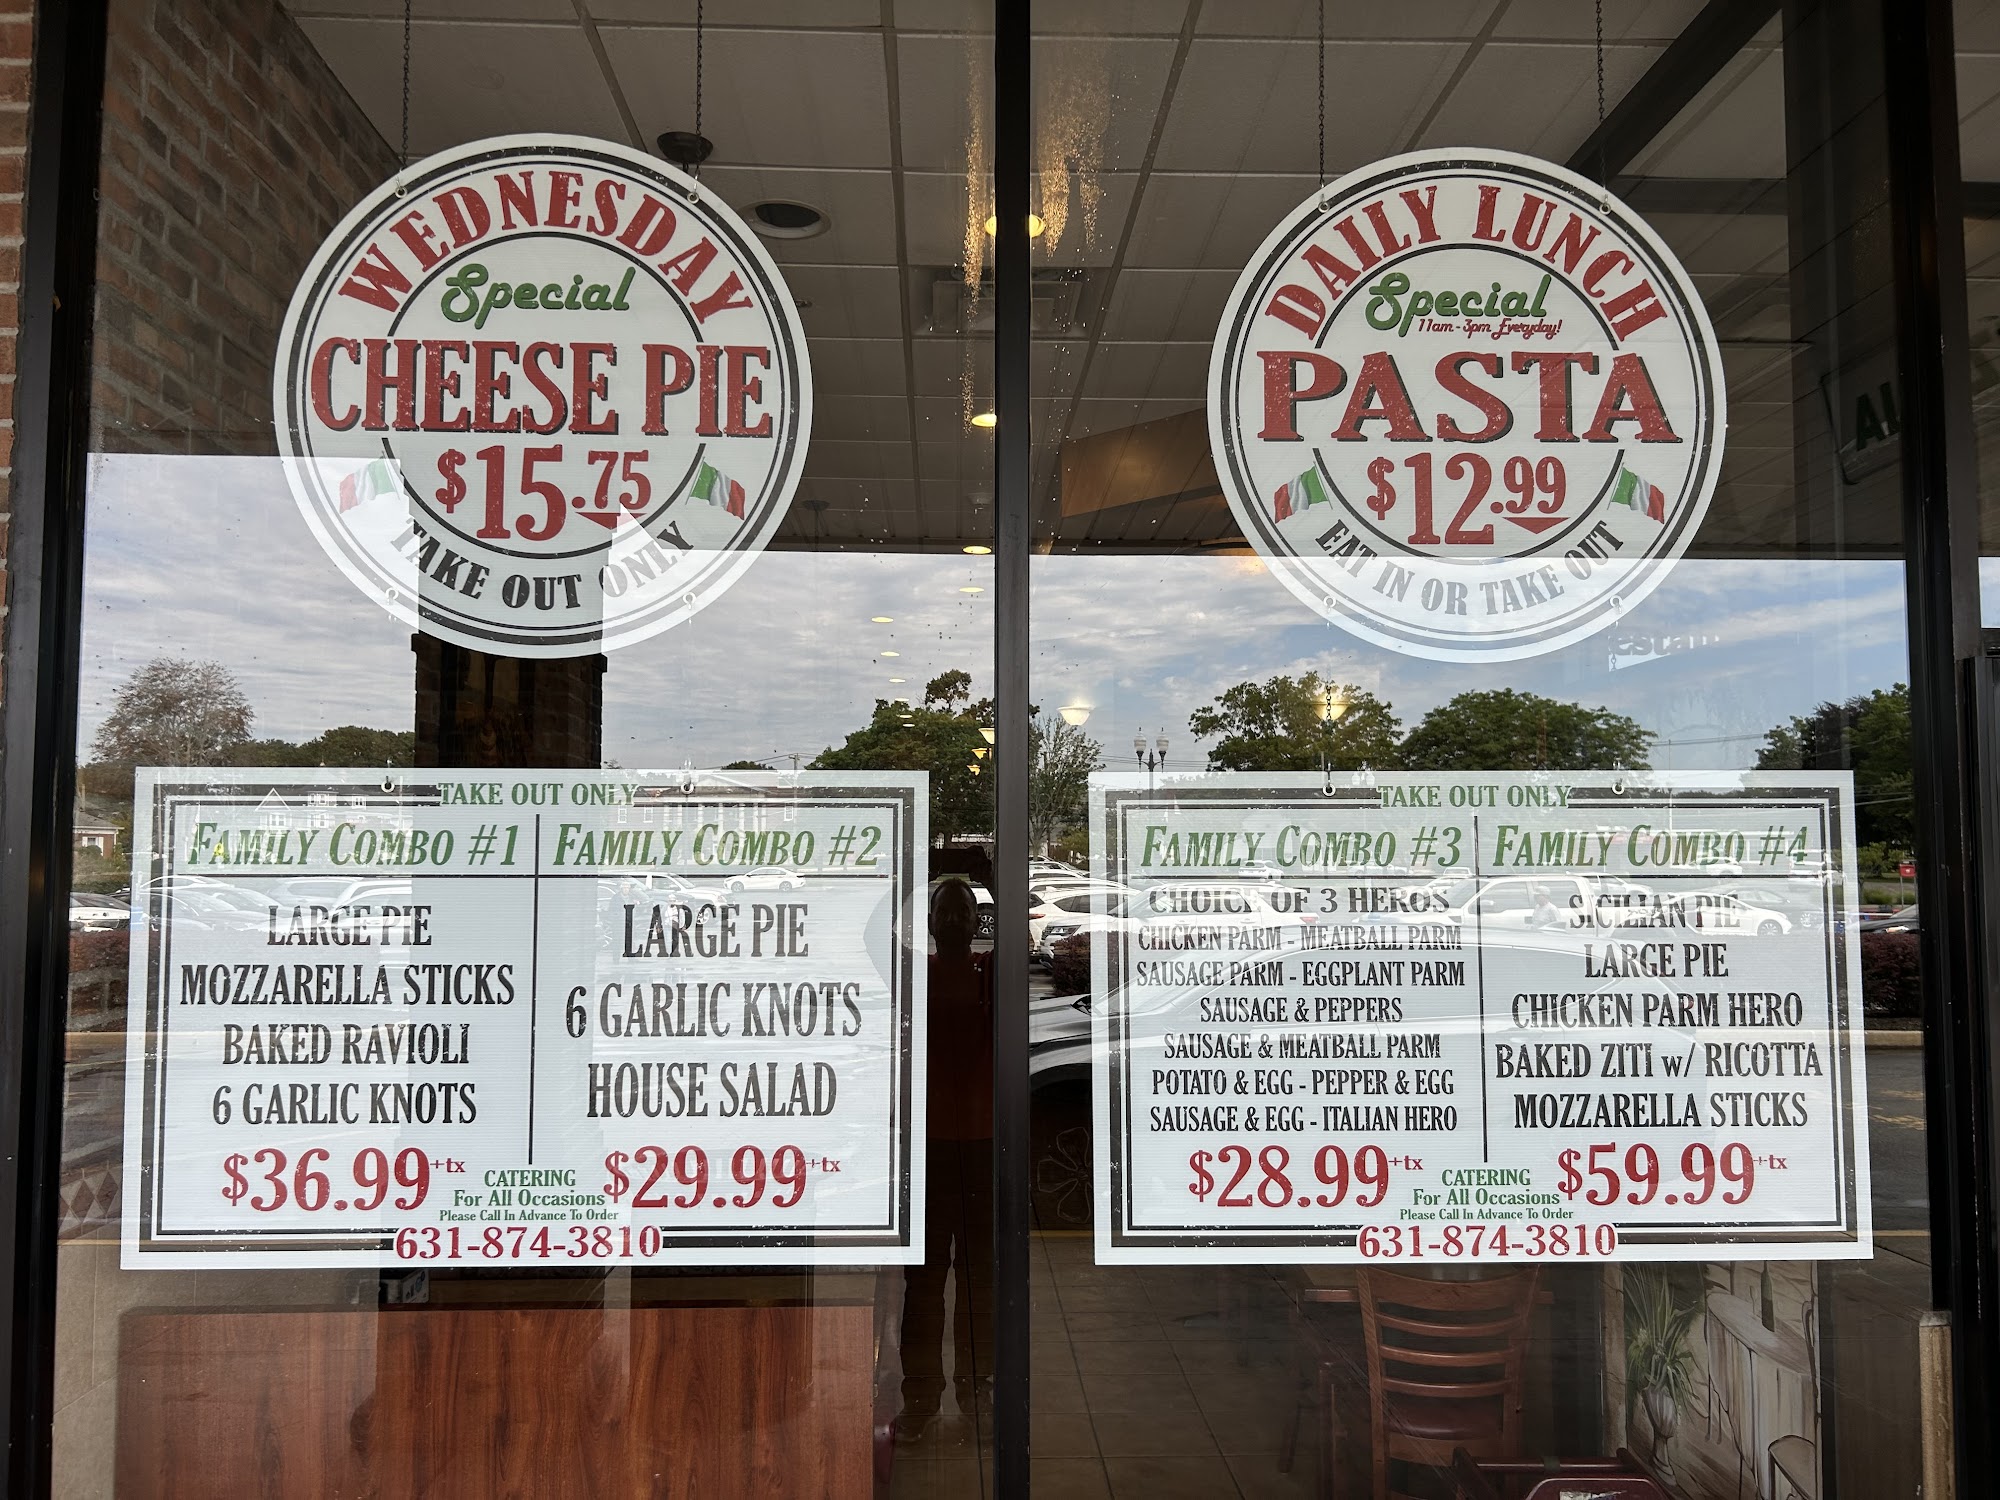 WEDNESDAY
Special
CHEESE PIE
$15.75
TAKE OUT ONLY
DAILY LUNCH
Special
11am - 3pm Everyday!
PASTA
$12.99
EAT IN OR TAKE OUT
TAKE OUT ONLY
FAMILY COMBO #1
LARGE PIE
MOZZARELLA STICKS
BAKED RAVIOLI
6 GARLIC KNOTS
$36.99+tx
FAMILY COMBO #2
LARGE PIE
6 GARLIC KNOTS
HOUSE SALAD
$29.99+tx
CATERING
For All Occasions
Please Call In Advance To Order
631-874-3810
TAKE OUT ONLY
FAMILY COMBO #3
CHOICE OF 3 HEROS
CHICKEN PARM - MEATBALL PARM
SAUSAGE PARM - EGGPLANT PARM
SAUSAGE & PEPPERS
SAUSAGE & MEATBALL PARM
POTATO & EGG - PEPPER & EGG
SAUSAGE & EGG - ITALIAN HERO
$28.99+tx
FAMILY COMBO #4
SICILIAN PIE
LARGE PIE
CHICKEN PARM HERO
BAKED ZITI w/ RICOTTA
MOZZARELLA STICKS
$59.99+tx
CATERING
For All Occasions
Please Call In Advance To Order
631-874-3810